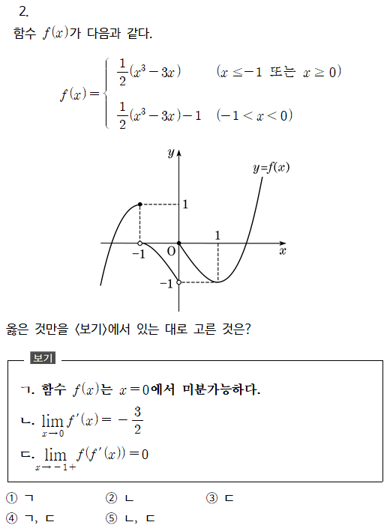 2.
함수 f(x)가 다음과 같다.
f(x) = { 1/2(x³ − 3x) (x ≤ −1 또는 x ≥ 0)
1/2(x³ − 3x) − 1 (−1 < x < 0)
y
y=f(x)
1
1
−1 O x
−1
옳은 것만을 〈보기〉에서 있는 대로 고른 것은?
보기
ㄱ. 함수 f(x)는 x = 0에서 미분가능하다.
ㄴ. lim_{x→0} f′(x) = −3/2
ㄷ. lim_{x→−1+} f(f′(x)) = 0
① ㄱ ② ㄴ ③ ㄷ
④ ㄱ, ㄷ ⑤ ㄴ, ㄷ